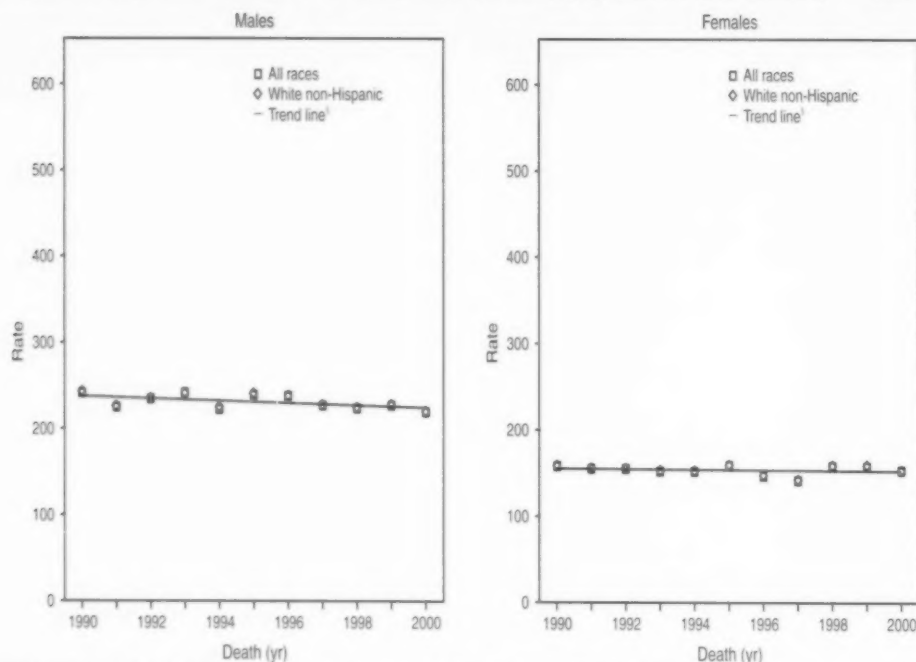 Males
600
500
400
300
200
100
0
Rate
□ All races
◇ White non-Hispanic
– Trend line¹
1990 1992 1994 1996 1998 2000
Death (yr)
Females
600
500
400
300
200
100
0
Rate
□ All races
◇ White non-Hispanic
– Trend line¹
1990 1992 1994 1996 1998 2000
Death (yr)